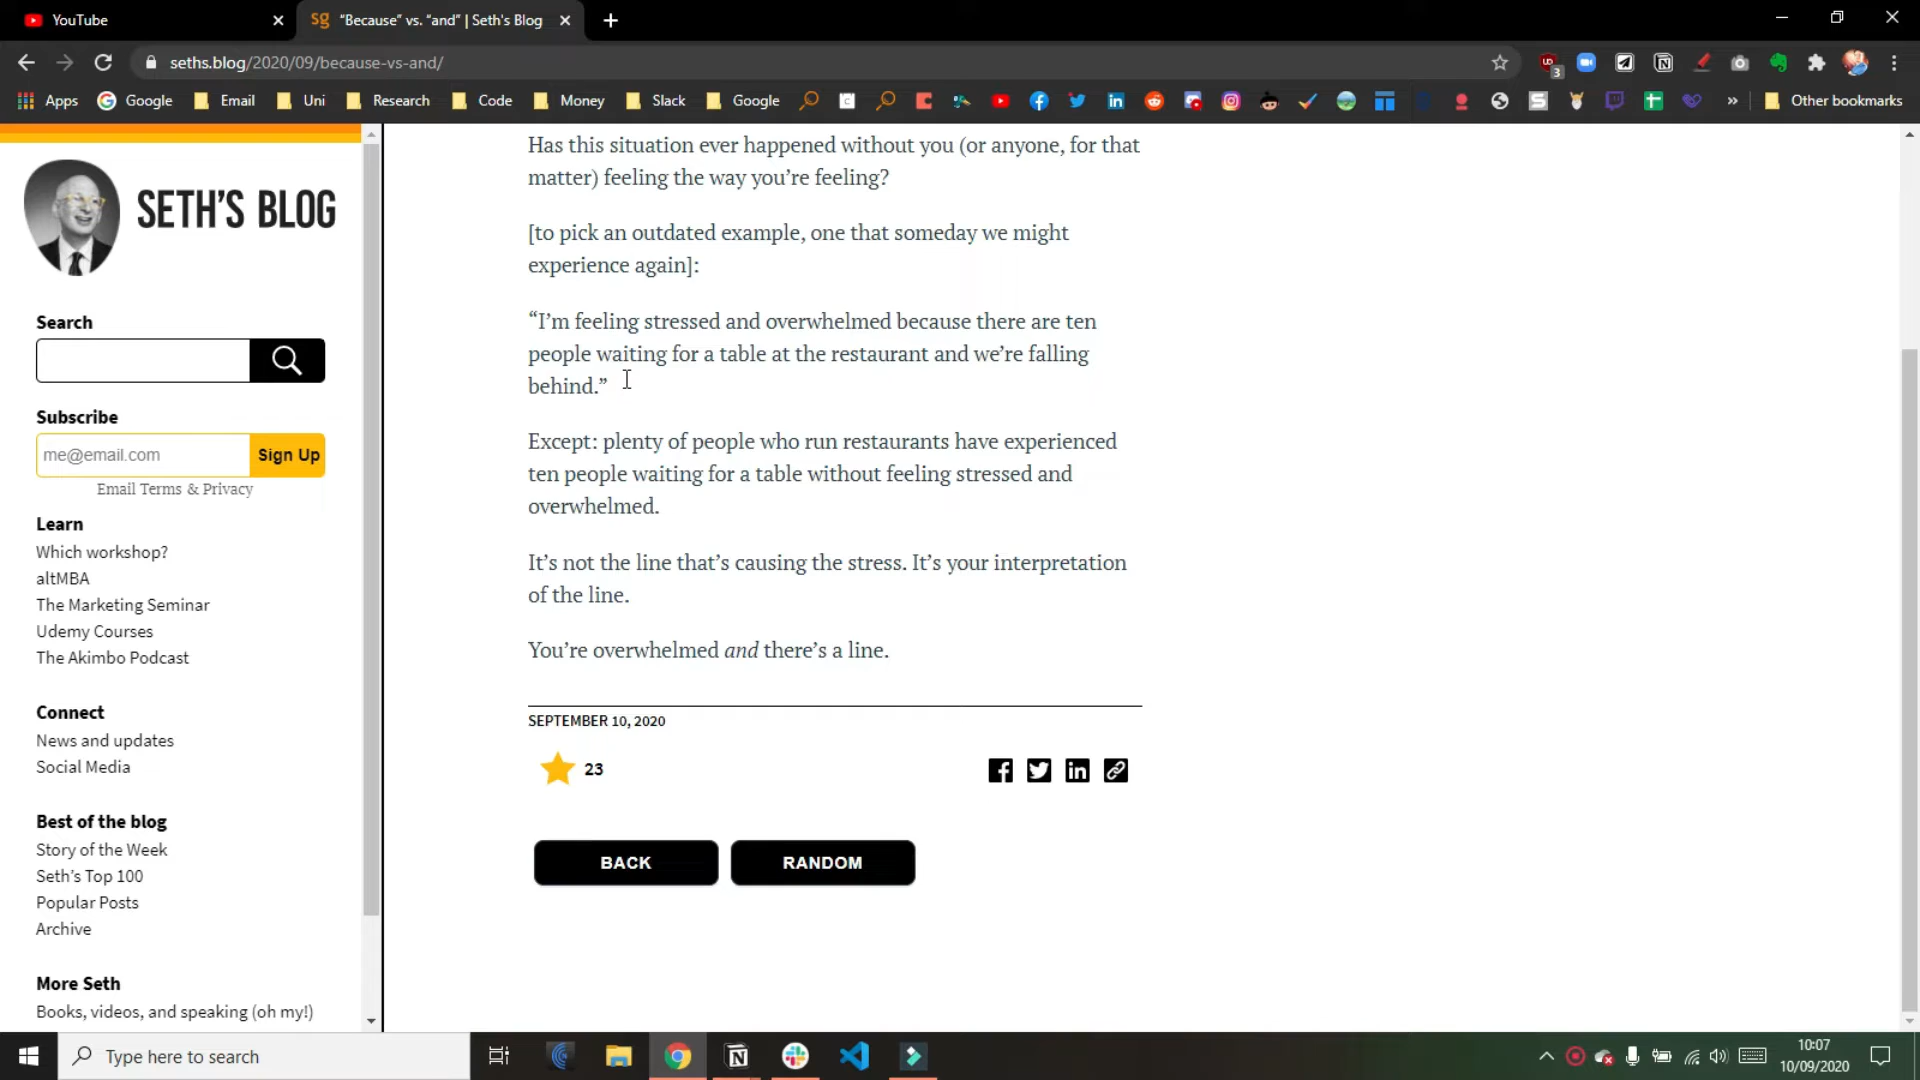 YouTube
sg "Because" vs. "and" | Seth's Blog
seths.blog/2020/09/because-vs-and/
UD
3
Apps
Google
Email
Uni
Research
Code
Money
Slack
Google
»
Other bookmarks
SETH'S BLOG
Search
Subscribe
me@email.com
Sign Up
Email Terms & Privacy
Learn
Which workshop?
altMBA
The Marketing Seminar
Udemy Courses
The Akimbo Podcast
Connect
News and updates
Social Media
Best of the blog
Story of the Week
Seth's Top 100
Popular Posts
Archive
More Seth
Books, videos, and speaking (oh my!)
Has this situation ever happened without you (or anyone, for that
matter) feeling the way you're feeling?
[to pick an outdated example, one that someday we might
experience again]:
“I'm feeling stressed and overwhelmed because there are ten
people waiting for a table at the restaurant and we're falling
behind.”
Except: plenty of people who run restaurants have experienced
ten people waiting for a table without feeling stressed and
overwhelmed.
It's not the line that's causing the stress. It's your interpretation
of the line.
You're overwhelmed and there's a line.
SEPTEMBER 10, 2020
23
BACK
RANDOM
Type here to search
10:07
10/09/2020